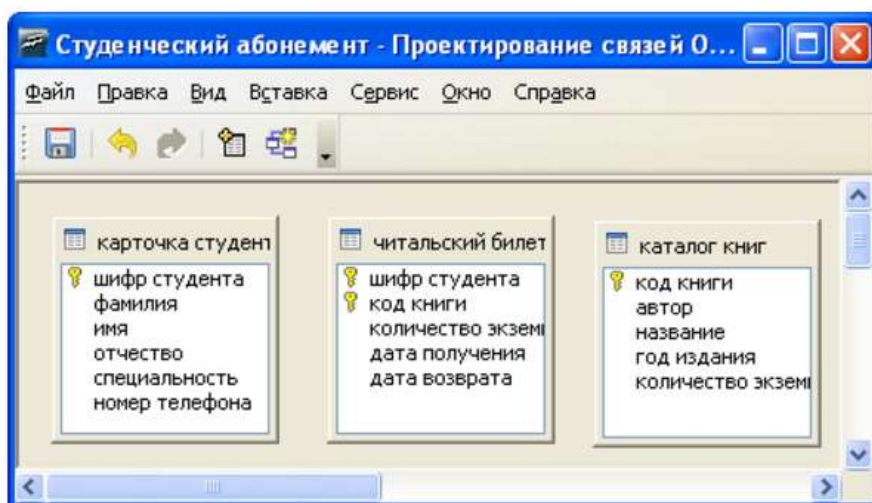 Студенческий абонемент - Проектирование связей О...
Файл Правка Вид Вставка Сервис Окно Справка
карточка студент
шифр студента
фамилия
имя
отчество
специальность
номер телефона
читальский билет
шифр студента
код книги
количество экзем
дата получения
дата возврата
каталог книг
код книги
автор
название
год издания
количество экзем